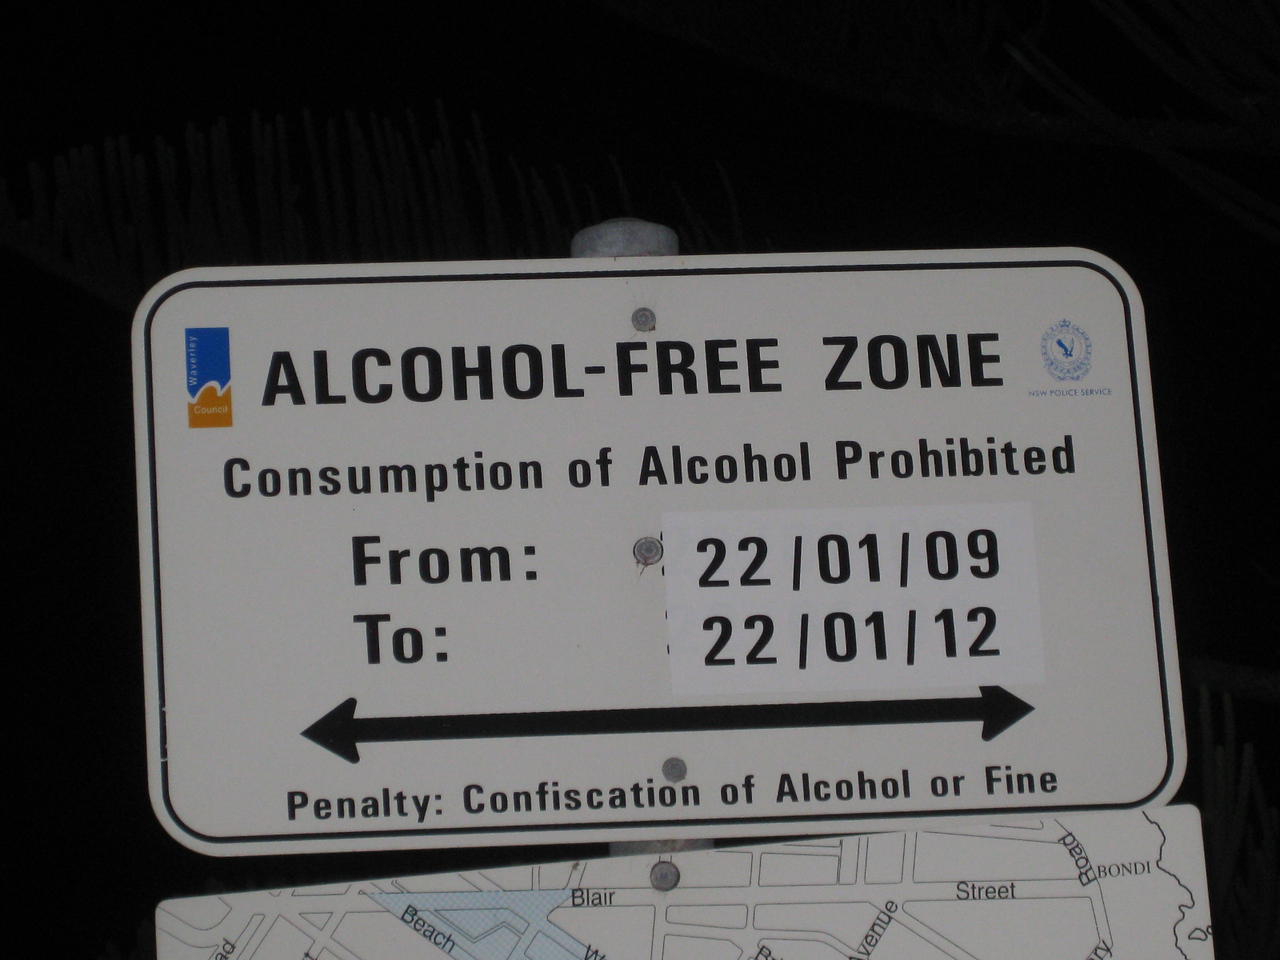 Waverley
Council
ALCOHOL-FREE ZONE
NSW POLICE SERVICE
Consumption of Alcohol Prohibited
From: 22/01/09
To: 22/01/12
Penalty: Confiscation of Alcohol or Fine
Road
BONDI
Blair Street
Beach
Avenue